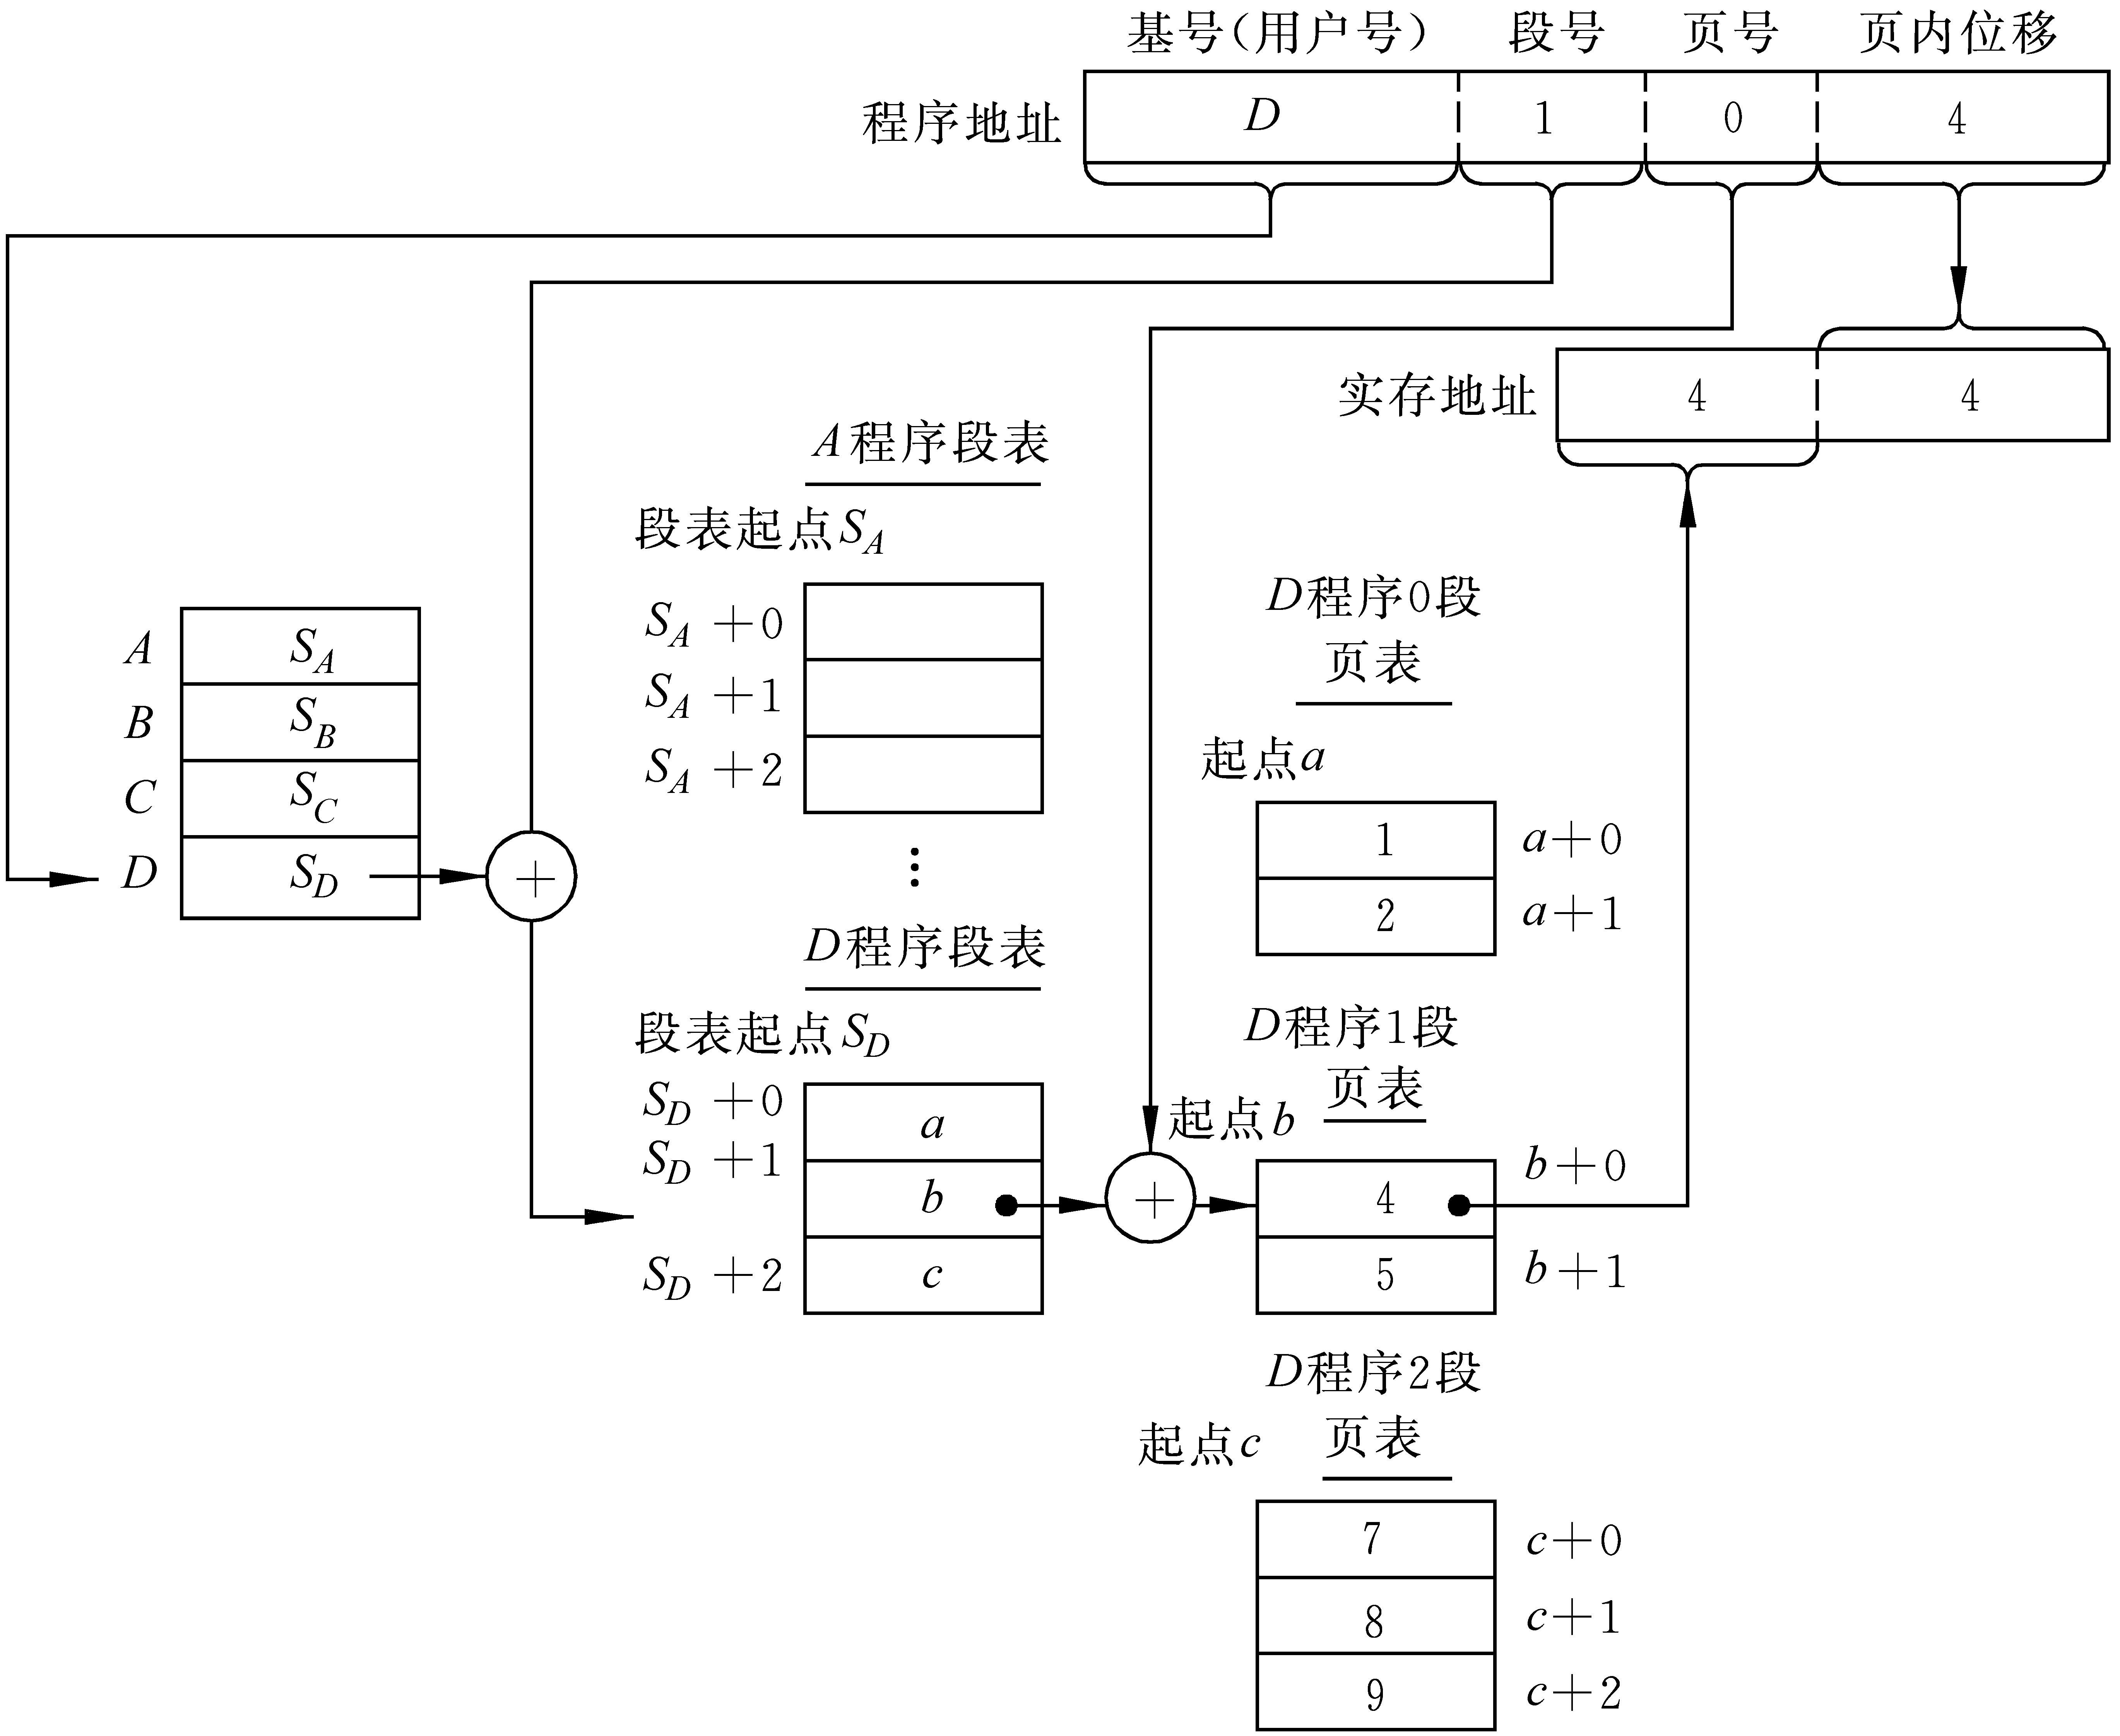 基号(用户号) 段号 页号 页内位移
程序地址 D 1 0 4
实存地址 4 4
A程序段表
段表起点S_A
S_A +0
S_A +1
S_A +2
A S_A
B S_B
C S_C
D S_D +
⋮
D程序段表
段表起点S_D
S_D +0 a
S_D +1 b
S_D +2 c
+
D程序0段
页表
起点a
1 a+0
2 a+1
D程序1段
页表
起点b
4 b+0
5 b+1
D程序2段
页表
起点c
7 c+0
8 c+1
9 c+2